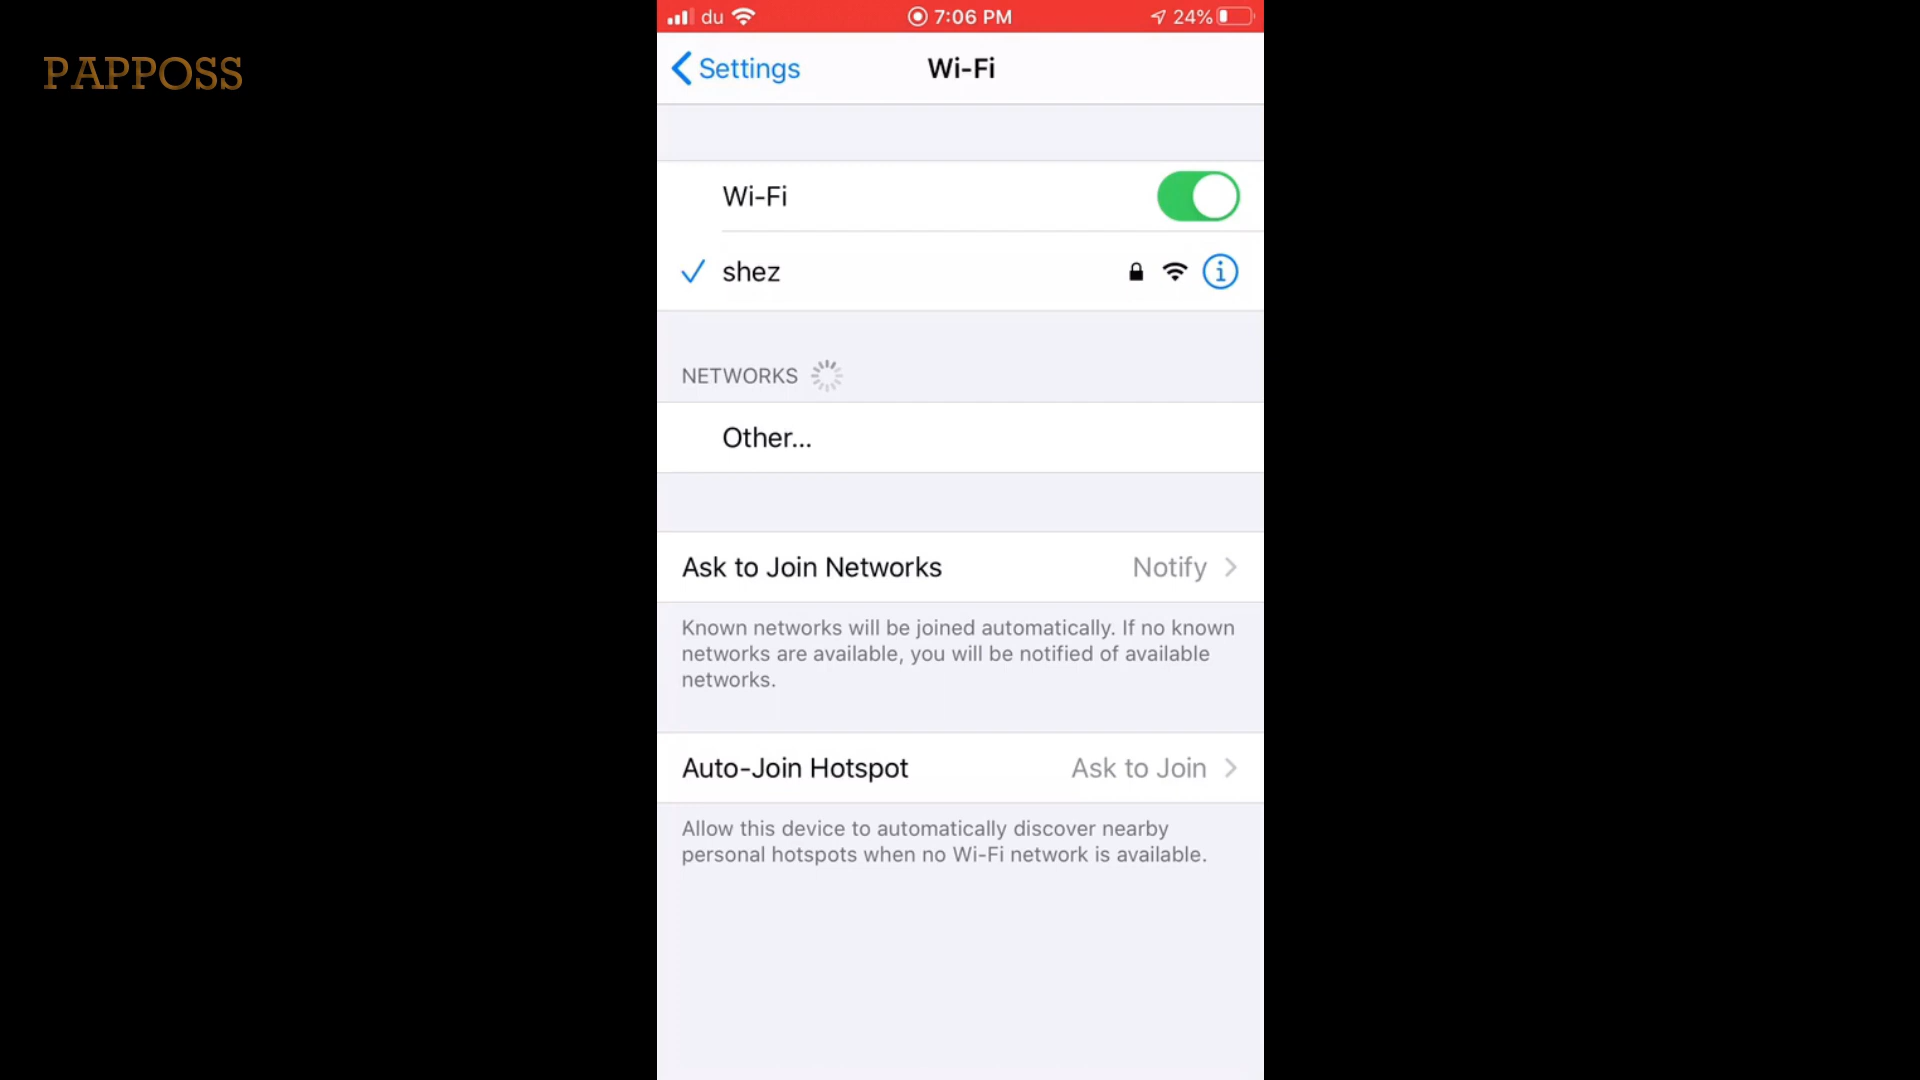 PAPPOSS
du 7:06 PM 24%
Settings Wi-Fi
Wi-Fi
shez
NETWORKS
Other...
Ask to Join Networks Notify
Known networks will be joined automatically. If no known
networks are available, you will be notified of available
networks.
Auto-Join Hotspot Ask to Join
Allow this device to automatically discover nearby
personal hotspots when no Wi-Fi network is available.